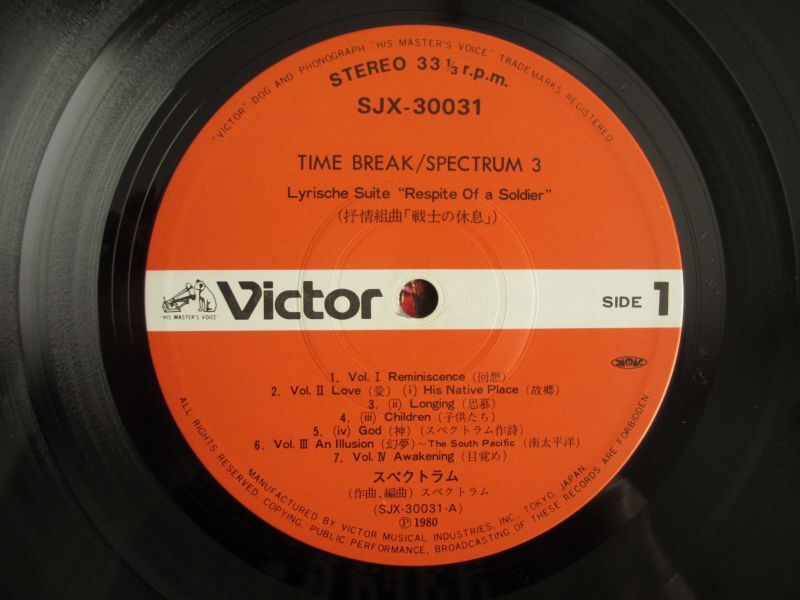 "VICTOR" DOG AND PHONOGRAPH "HIS MASTER'S VOICE" TRADEMARKS REGISTERED
STEREO 33 1/3 r.p.m.
SJX-30031
TIME BREAK/SPECTRUM 3
Lyrische Suite "Respite Of a Soldier"
(抒情組曲「戦士の休息」)
"HIS MASTER'S VOICE"
Victor
SIDE 1
JASRAC
1. Vol. I Reminiscence (回想)
2. Vol. II Love (愛) (i) His Native Place (故郷)
3. (ii) Longing (思慕)
4. (iii) Children (子供たち)
5. (iv) God (神) (スペクトラム作詩)
6. Vol. III An Illusion (幻夢)~The South Pacific (南太平洋)
7. Vol. IV Awakening (目覚め)
スペクトラム
(作曲、編曲) スペクトラム
(SJX-30031-A)
Ⓟ 1980
MANUFACTURED BY VICTOR MUSICAL INDUSTRIES, INC. TOKYO, JAPAN
ALL RIGHTS RESERVED, COPYING, PUBLIC PERFORMANCE, BROADCASTING OF THESE RECORDS ARE FORBIDDEN